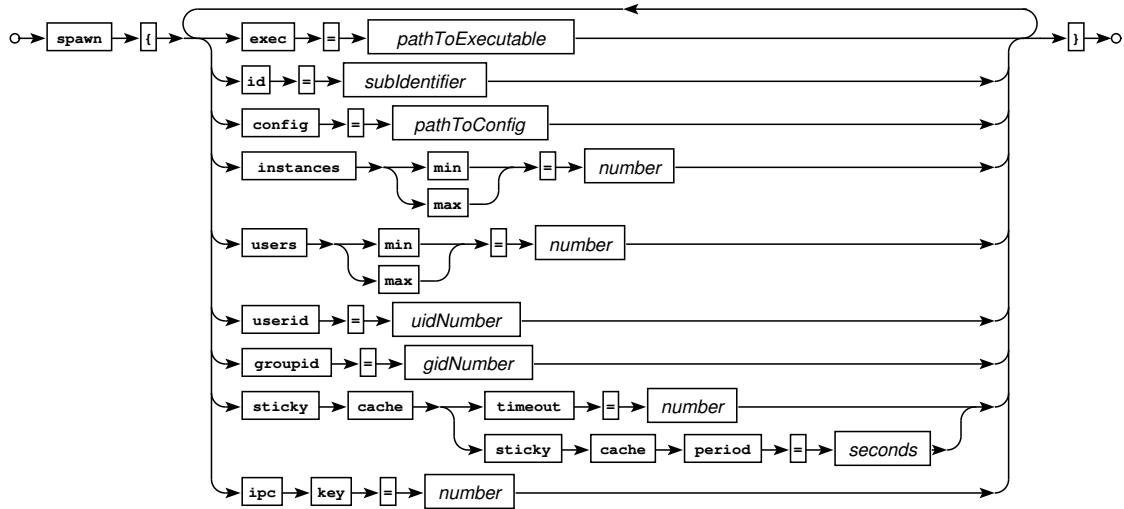 spawn { exec = pathToExecutable }
id = subIdentifier
config = pathToConfig
instances min = number
max
users min = number
max
userid = uidNumber
groupid = gidNumber
sticky cache timeout = number
sticky cache period = seconds
ipc key = number